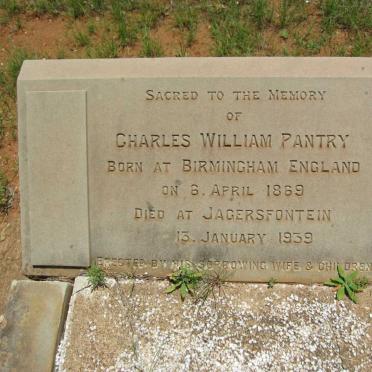 Sacred to the Memory
of
Charles William Pantry
Born at Birmingham England
on 6. April 1869
Died at Jagersfontein
13. January 1939
Erected by his sorrowing wife & children